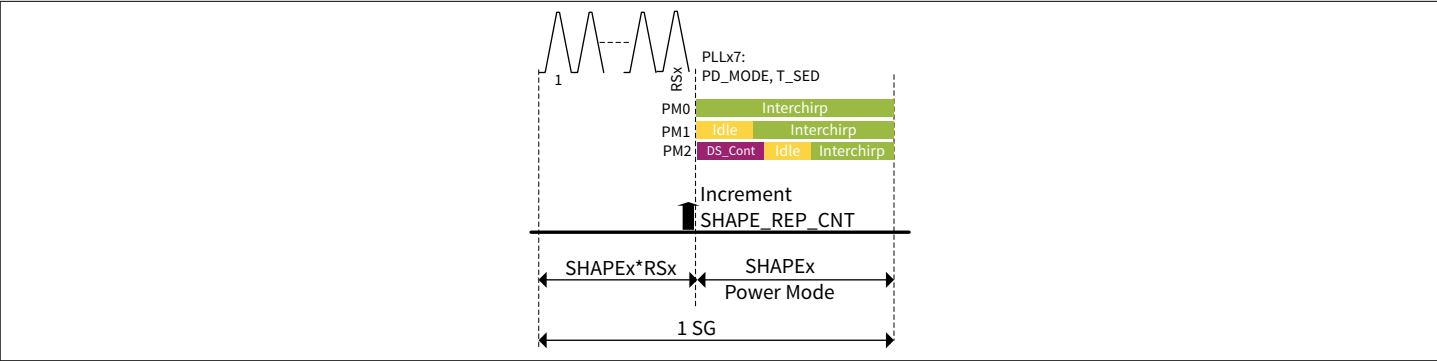 1
RSx
PLLx7:
PD_MODE, T_SED
PM0 Interchirp
PM1 Idle Interchirp
PM2 DS_Cont Idle Interchirp
Increment
SHAPE_REP_CNT
SHAPEx*RSx SHAPEx
Power Mode
1 SG